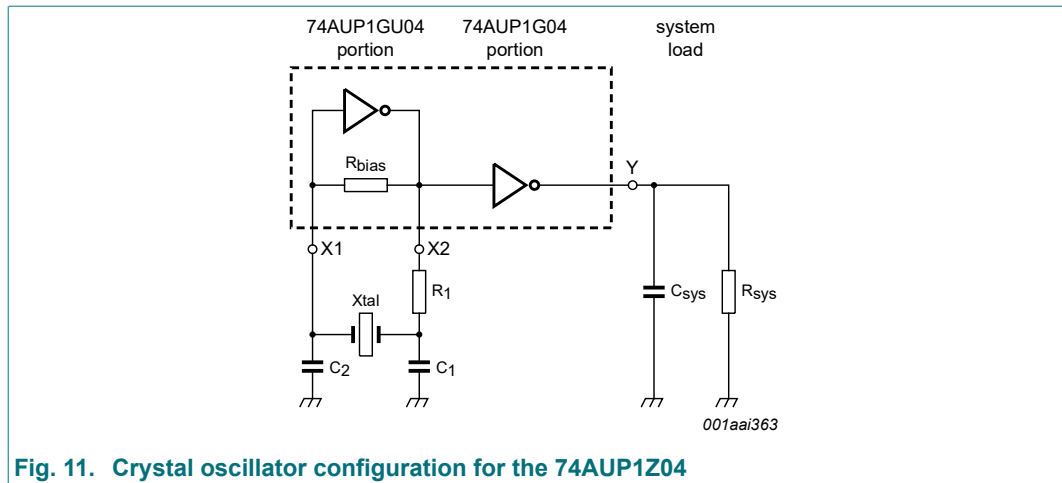 74AUP1GU04 portion
74AUP1G04 portion
system load
Rbias
Y
X1
X2
R1
Xtal
C2
C1
Csys
Rsys
001aai363
Fig. 11. Crystal oscillator configuration for the 74AUP1Z04